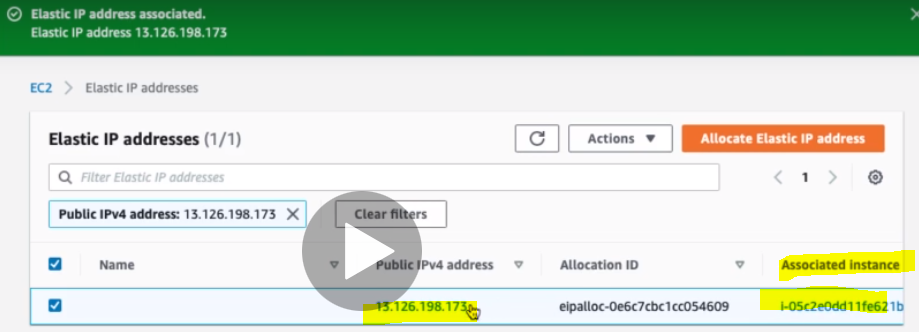 Elastic IP address associated.
Elastic IP address 13.126.198.173
EC2 > Elastic IP addresses
Elastic IP addresses (1/1)
Actions
Allocate Elastic IP address
Filter Elastic IP addresses
1
Public IPv4 address: 13.126.198.173
Clear filters
Name Public IPv4 address Allocation ID Associated instance
13.126.198.173 eipalloc-0e6c7cbc1cc054609 i-05c2e0dd11fe621b